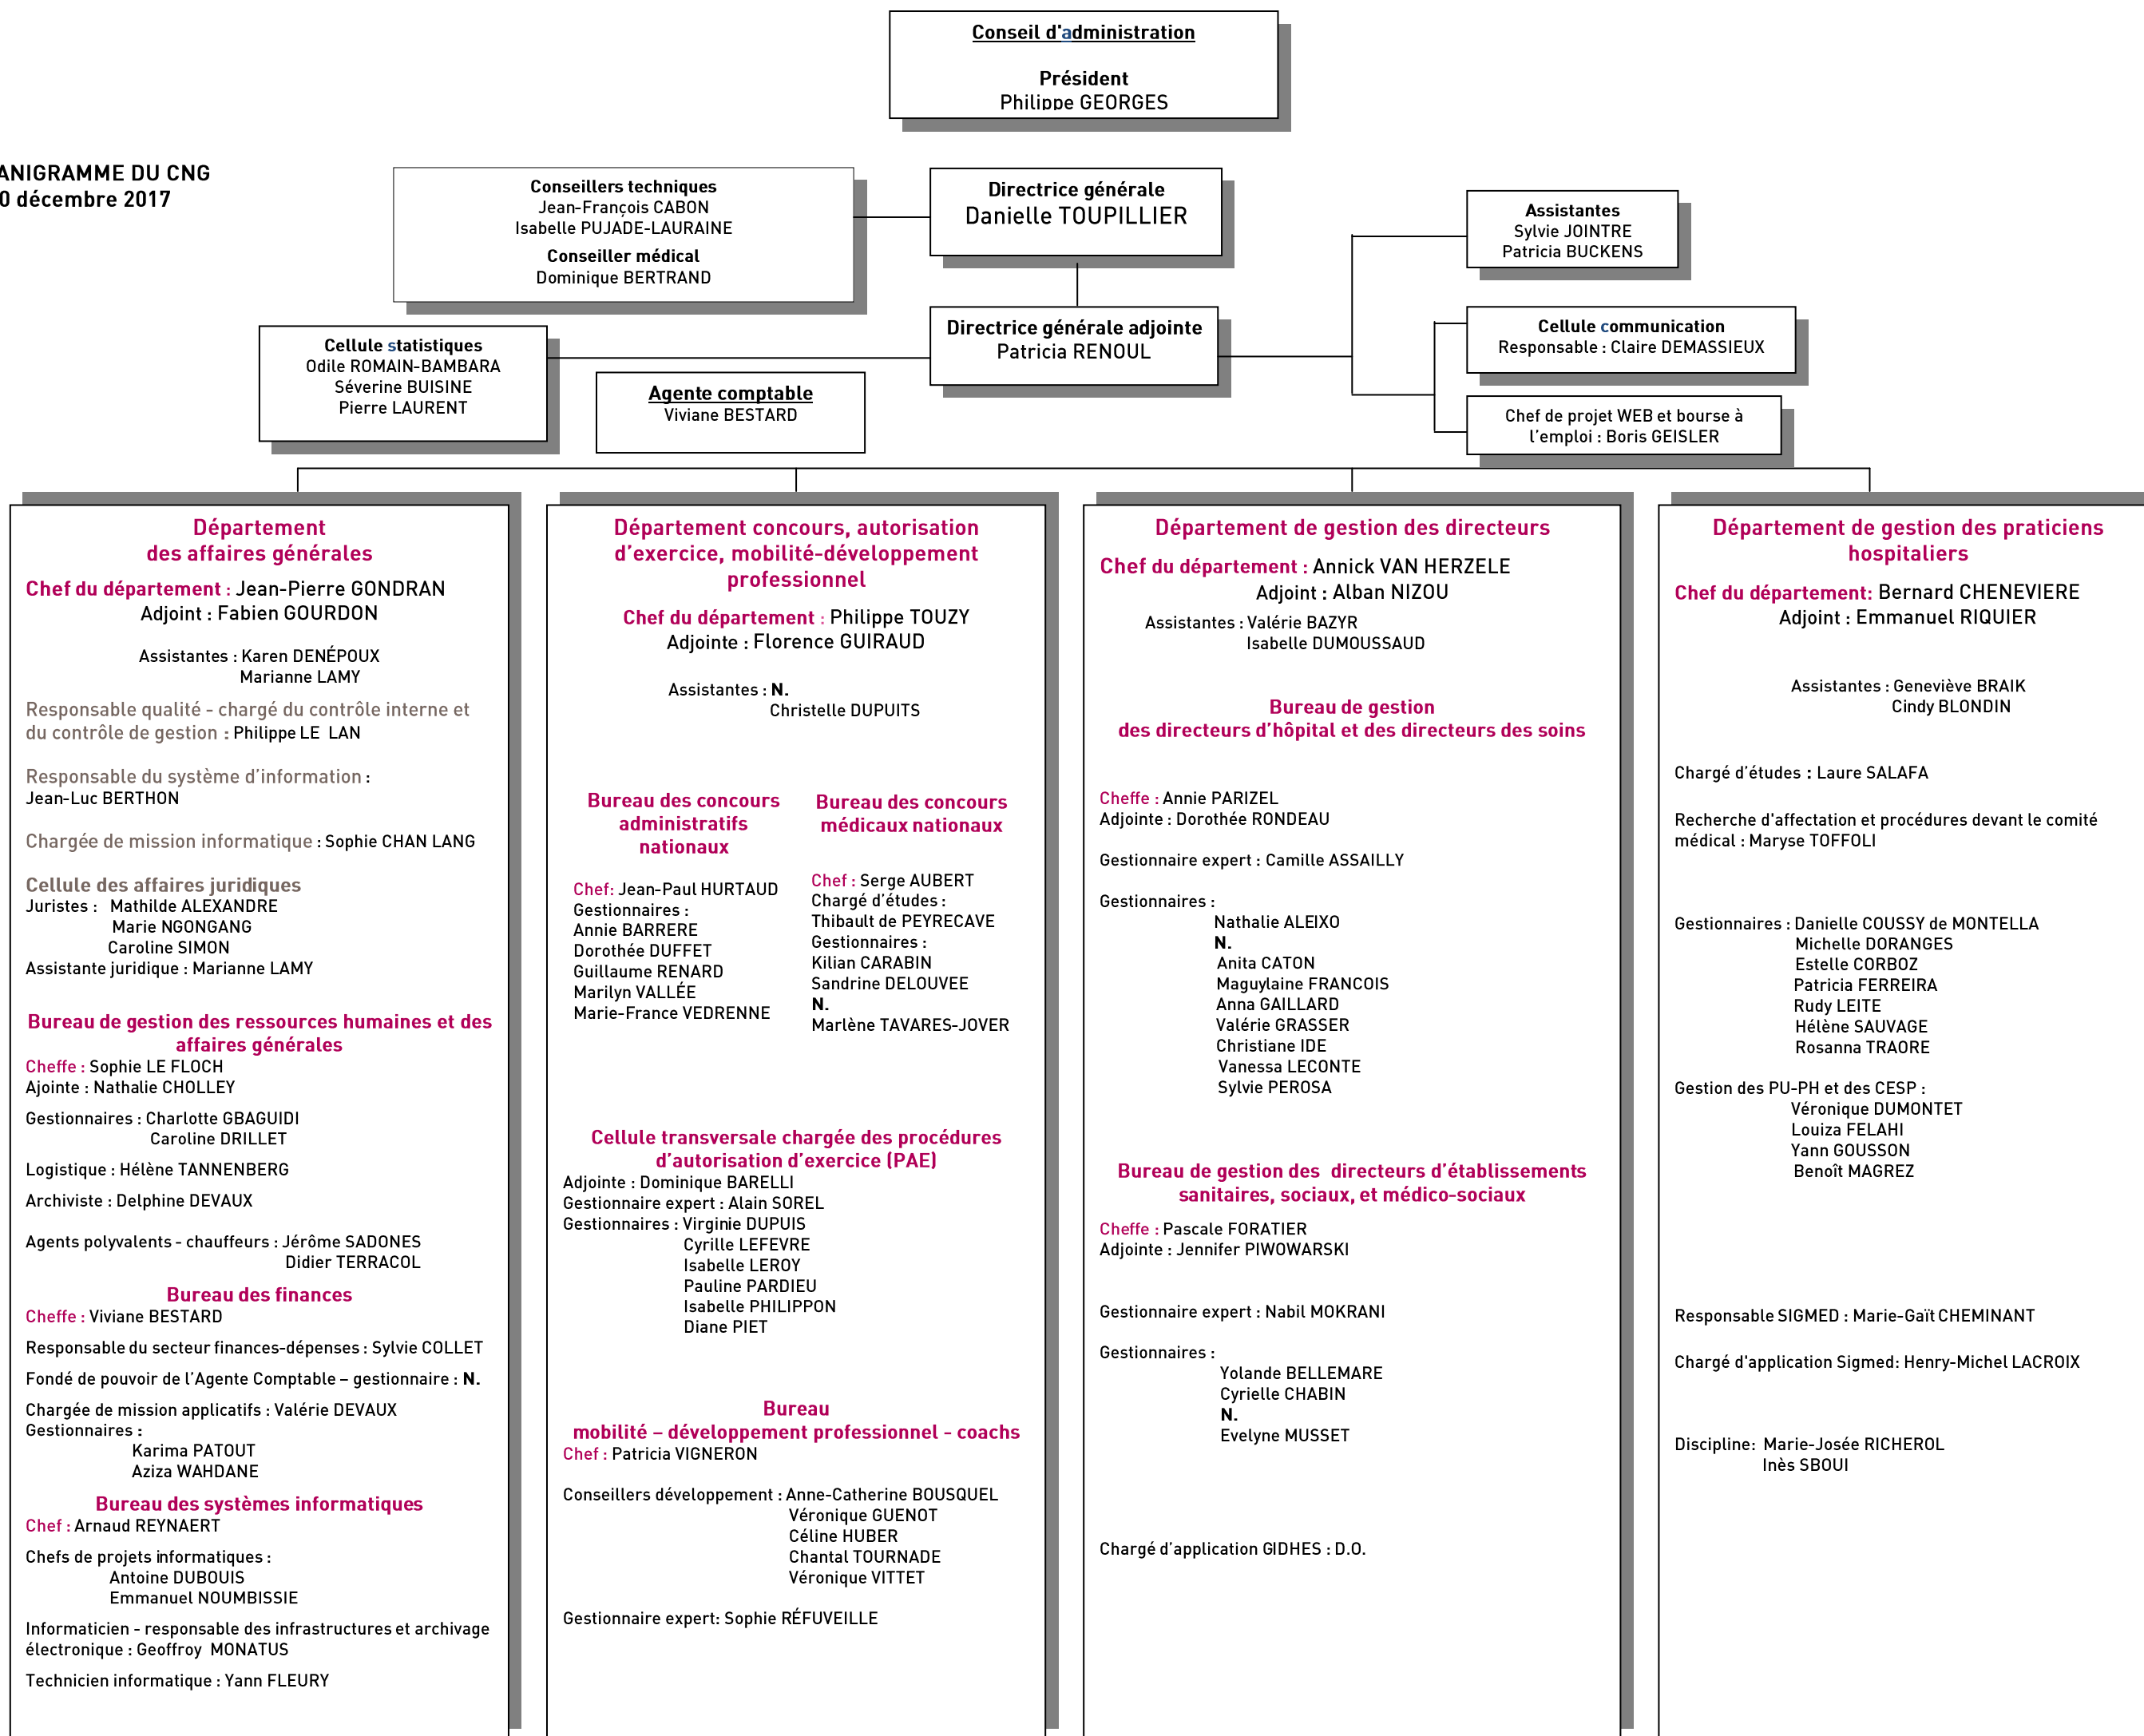 Conseil d'administration
Président
Philippe GEORGES
ANIGRAMME DU CNG
0 décembre 2017
Conseillers techniques
Jean-François CABON
Isabelle PUJADE-LAURAINE
Conseiller médical
Dominique BERTRAND
Directrice générale
Danielle TOUPILLIER
Assistantes
Sylvie JOINTRE
Patricia BUCKENS
Directrice générale adjointe
Patricia RENOUL
Cellule communication
Responsable : Claire DEMASSIEUX
Cellule statistiques
Odile ROMAIN-BAMBARA
Séverine BUISINE
Pierre LAURENT
Agente comptable
Viviane BESTARD
Chef de projet WEB et bourse à
l'emploi : Boris GEISLER
Département
des affaires générales
Chef du département : Jean-Pierre GONDRAN
Adjoint : Fabien GOURDON
Assistantes : Karen DENÉPOUX
Marianne LAMY
Responsable qualité - chargé du contrôle interne et
du contrôle de gestion : Philippe LE LAN
Responsable du système d'information :
Jean-Luc BERTHON
Chargée de mission informatique : Sophie CHAN LANG
Cellule des affaires juridiques
Juristes : Mathilde ALEXANDRE
Marie NGONGANG
Caroline SIMON
Assistante juridique : Marianne LAMY
Bureau de gestion des ressources humaines et des
affaires générales
Cheffe : Sophie LE FLOCH
Ajointe : Nathalie CHOLLEY
Gestionnaires : Charlotte GBAGUIDI
Caroline DRILLET
Logistique : Hélène TANNENBERG
Archiviste : Delphine DEVAUX
Agents polyvalents - chauffeurs : Jérôme SADONES
Didier TERRACOL
Bureau des finances
Cheffe : Viviane BESTARD
Responsable du secteur finances-dépenses : Sylvie COLLET
Fondé de pouvoir de l'Agente Comptable – gestionnaire : N.
Chargée de mission applicatifs : Valérie DEVAUX
Gestionnaires :
Karima PATOUT
Aziza WAHDANE
Bureau des systèmes informatiques
Chef : Arnaud REYNAERT
Chefs de projets informatiques :
Antoine DUBOUIS
Emmanuel NOUMBISSIE
Informaticien - responsable des infrastructures et archivage
électronique : Geoffroy MONATUS
Technicien informatique : Yann FLEURY
Département concours, autorisation
d'exercice, mobilité-développement
professionnel
Chef du département : Philippe TOUZY
Adjointe : Florence GUIRAUD
Assistantes : N.
Christelle DUPUITS
Bureau des concours
administratifs
nationaux
Chef: Jean-Paul HURTAUD
Gestionnaires :
Annie BARRERE
Dorothée DUFFET
Guillaume RENARD
Marilyn VALLÉE
Marie-France VEDRENNE
Bureau des concours
médicaux nationaux
Chef : Serge AUBERT
Chargé d'études :
Thibault de PEYRECAVE
Gestionnaires :
Kilian CARABIN
Sandrine DELOUVEE
N.
Marlène TAVARES-JOVER
Cellule transversale chargée des procédures
d'autorisation d'exercice (PAE)
Adjointe : Dominique BARELLI
Gestionnaire expert : Alain SOREL
Gestionnaires : Virginie DUPUIS
Cyrille LEFEVRE
Isabelle LEROY
Pauline PARDIEU
Isabelle PHILIPPON
Diane PIET
Bureau
mobilité – développement professionnel - coachs
Chef : Patricia VIGNERON
Conseillers développement : Anne-Catherine BOUSQUEL
Véronique GUENOT
Céline HUBER
Chantal TOURNADE
Véronique VITTET
Gestionnaire expert: Sophie RÉFUVEILLE
Département de gestion des directeurs
Chef du département : Annick VAN HERZELE
Adjoint : Alban NIZOU
Assistantes : Valérie BAZYR
Isabelle DUMOUSSAUD
Bureau de gestion
des directeurs d'hôpital et des directeurs des soins
Cheffe : Annie PARIZEL
Adjointe : Dorothée RONDEAU
Gestionnaire expert : Camille ASSAILLY
Gestionnaires :
Nathalie ALEIXO
N.
Anita CATON
Maguylaine FRANCOIS
Anna GAILLARD
Valérie GRASSER
Christiane IDE
Vanessa LECONTE
Sylvie PEROSA
Bureau de gestion des directeurs d'établissements
sanitaires, sociaux, et médico-sociaux
Cheffe : Pascale FORATIER
Adjointe : Jennifer PIWOWARSKI
Gestionnaire expert : Nabil MOKRANI
Gestionnaires :
Yolande BELLEMARE
Cyrielle CHABIN
N.
Evelyne MUSSET
Chargé d'application GIDHES : D.O.
Département de gestion des praticiens
hospitaliers
Chef du département: Bernard CHENEVIERE
Adjoint : Emmanuel RIQUIER
Assistantes : Geneviève BRAIK
Cindy BLONDIN
Chargé d'études : Laure SALAFA
Recherche d'affectation et procédures devant le comité
médical : Maryse TOFFOLI
Gestionnaires : Danielle COUSSY de MONTELLA
Michelle DORANGES
Estelle CORBOZ
Patricia FERREIRA
Rudy LEITE
Hélène SAUVAGE
Rosanna TRAORE
Gestion des PU-PH et des CESP :
Véronique DUMONTET
Louiza FELAHI
Yann GOUSSON
Benoît MAGREZ
Responsable SIGMED : Marie-Gaït CHEMINANT
Chargé d'application Sigmed: Henry-Michel LACROIX
Discipline: Marie-Josée RICHEROL
Inès SBOUI